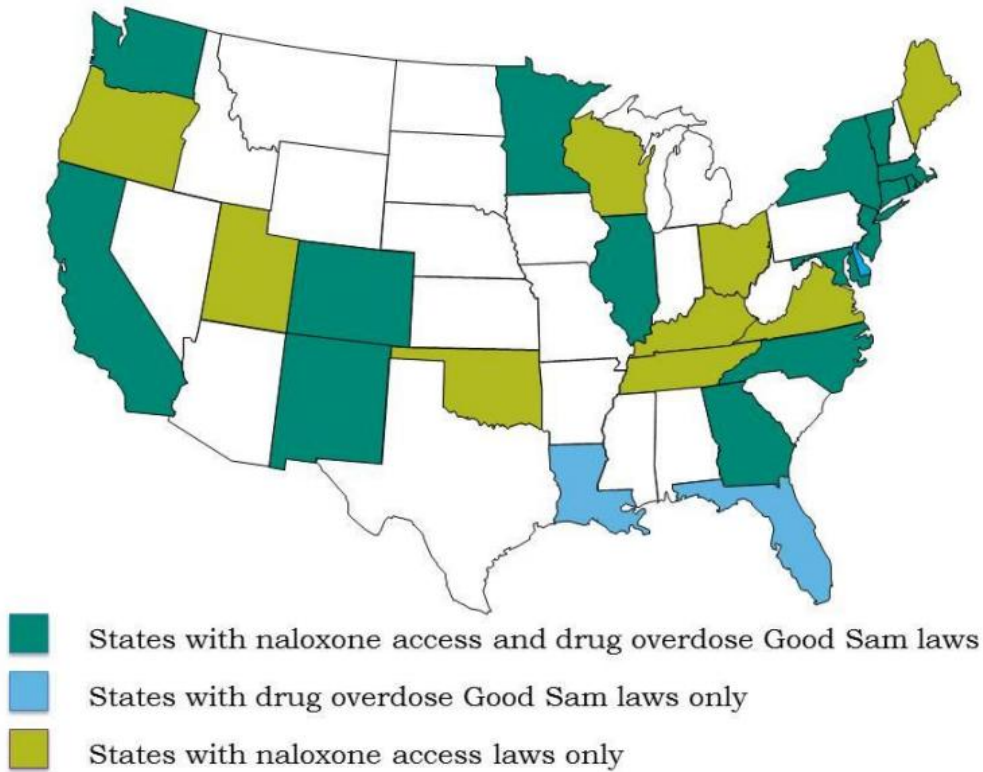 States with naloxone access and drug overdose Good Sam laws
States with drug overdose Good Sam laws only
States with naloxone access laws only